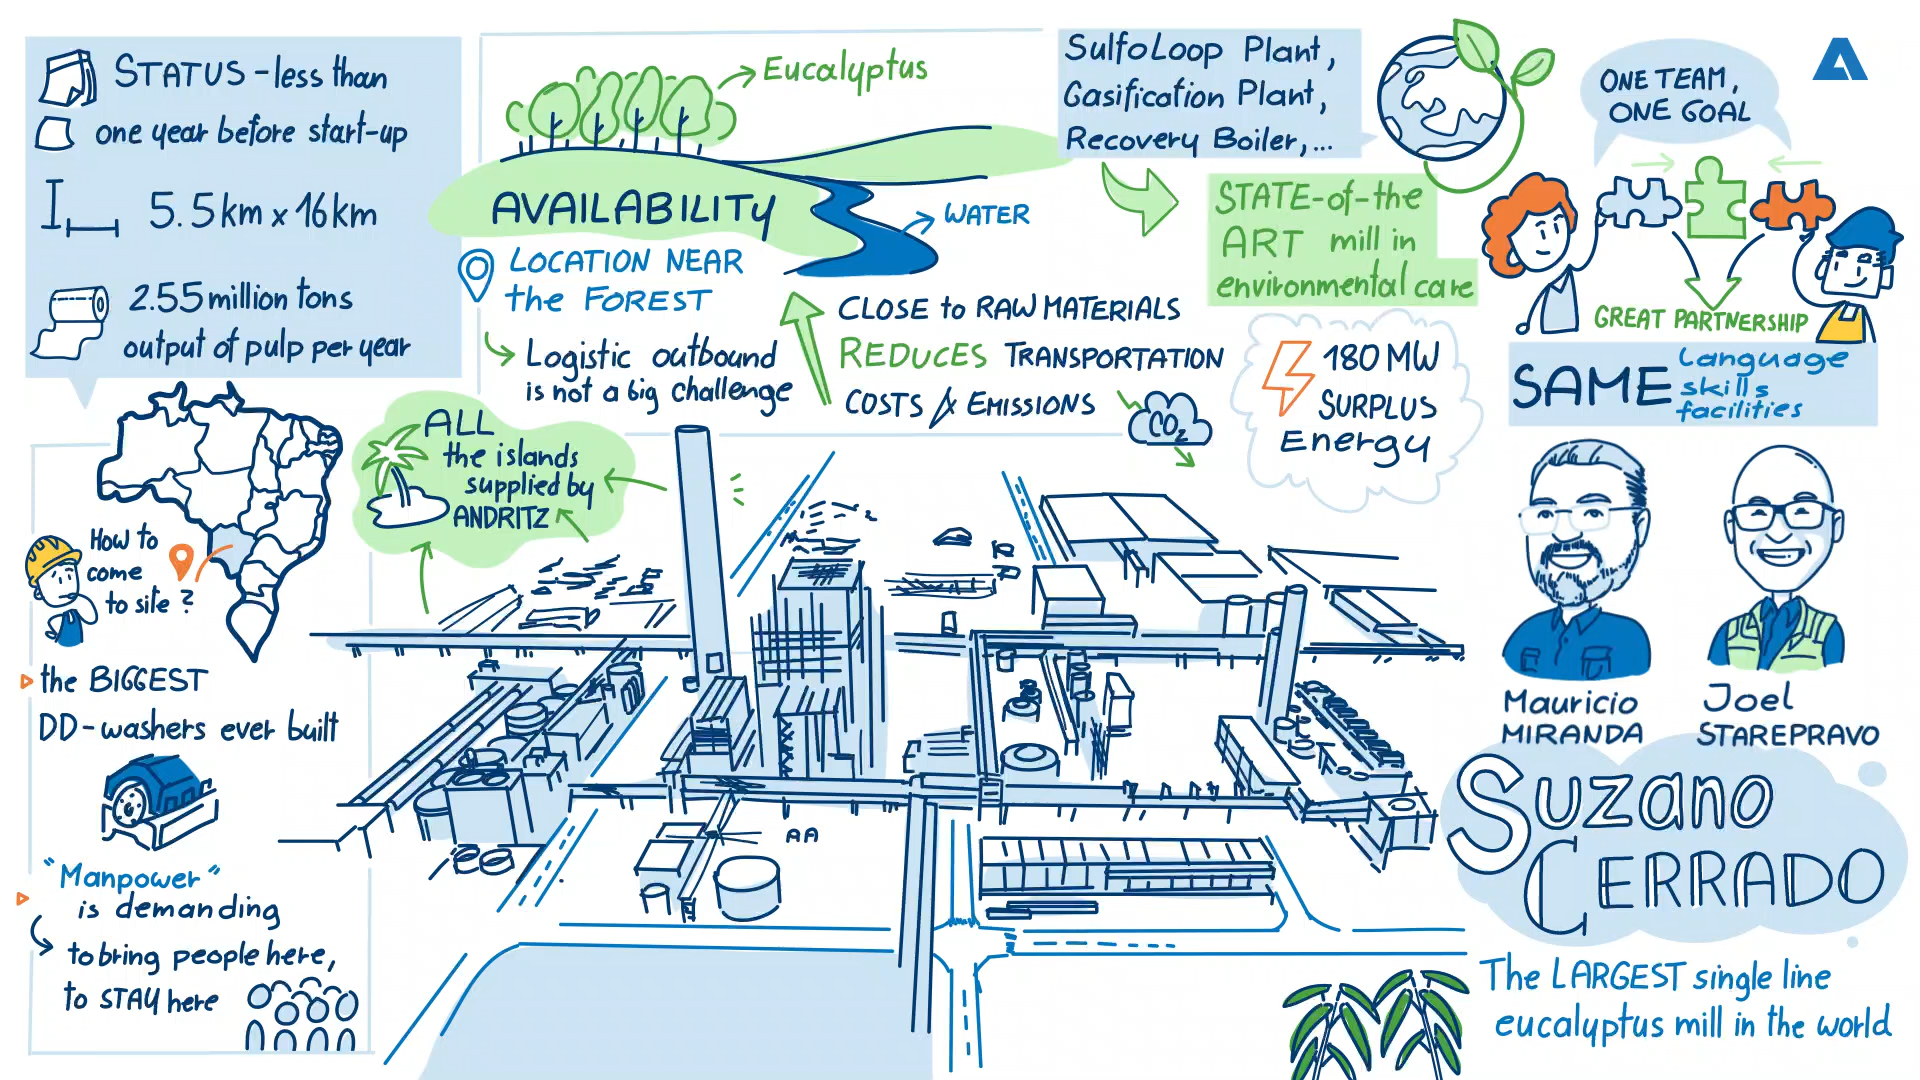 STATUS - less than
one year before start-up
5.5 km x 16 km
2.55 million tons
output of pulp per year
How to
come
to site ?
the BIGGEST
DD-washers ever built
"Manpower"
is demanding
to bring people here,
to STAY here
Eucalyptus
AVAILABILITY
WATER
LOCATION NEAR
the FOREST
Logistic outbound
is not a big challenge
CLOSE to RAW MATERIALS
REDUCES TRANSPORTATION
COSTS & EMISSIONS
CO2
ALL
the islands
supplied by
ANDRITZ
AA
SulfoLoop Plant,
Gasification Plant,
Recovery Boiler,...
STATE-of-the
ART mill in
environmental care
180 MW
SURPLUS
Energy
ONE TEAM,
ONE GOAL
GREAT PARTNERSHIP
SAME
language
skills
facilities
Mauricio
MIRANDA
Joel
STAREPRAVO
Suzano
CERRADO
The LARGEST single line
eucalyptus mill in the world